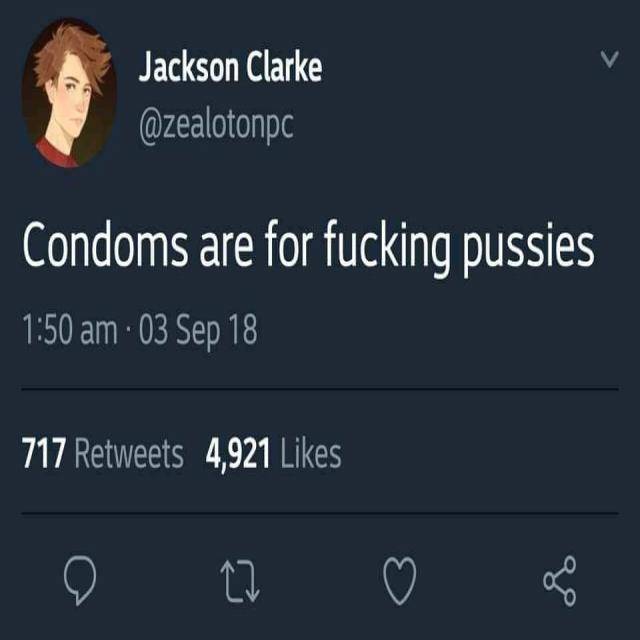 Jackson Clarke
@zealotonpc
Condoms are for fucking pussies
1:50 am · 03 Sep 18
717 Retweets 4,921 Likes